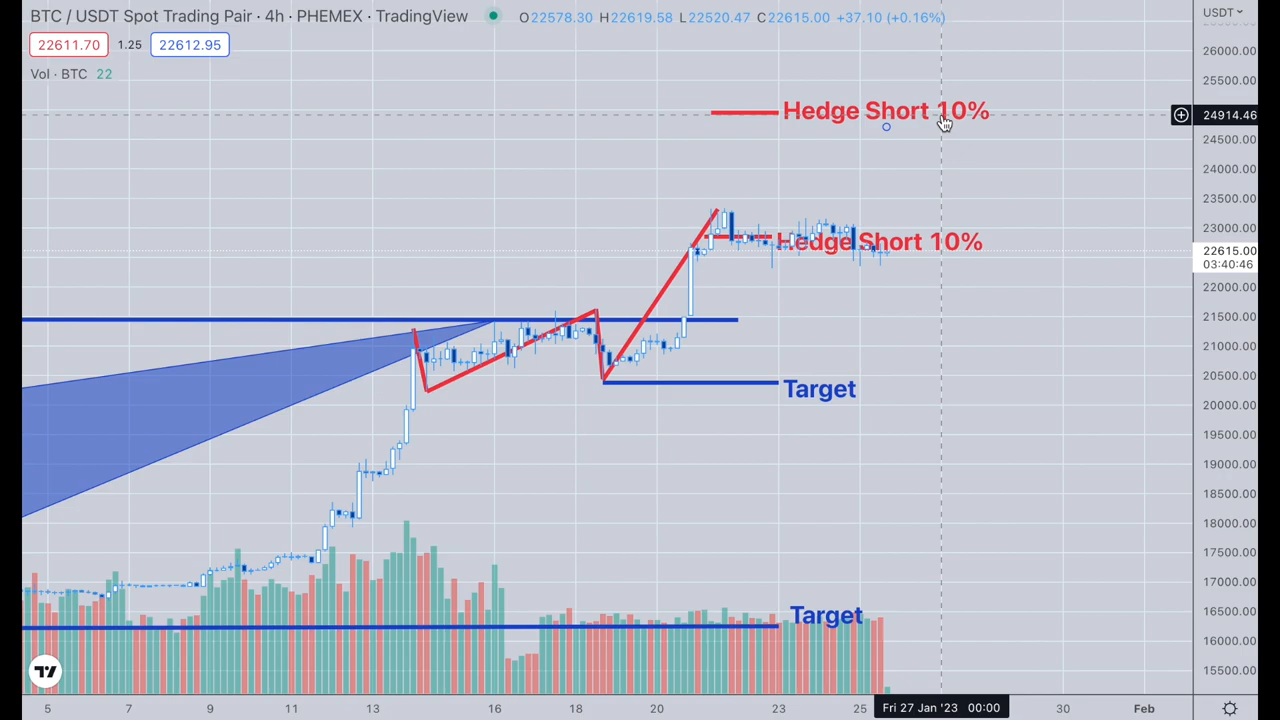 BTC / USDT Spot Trading Pair · 4h · PHEMEX · TradingView O22578.30 H22619.58 L22520.47 C22615.00 +37.10 (+0.16%) USDT
22611.70 1.25 22612.95
Vol · BTC 22
26000.00
25500.00
Hedge Short 10%
24914.46
24500.00
24000.00
23500.00
23000.00
Hedge Short 10%
22615.00
03:40:46
22000.00
21500.00
21000.00
20500.00
Target
20000.00
19500.00
19000.00
18500.00
18000.00
17500.00
17000.00
16500.00
Target
16000.00
15500.00
5 7 9 11 13 16 18 20 23 25 Fri 27 Jan '23 00:00 30 Feb